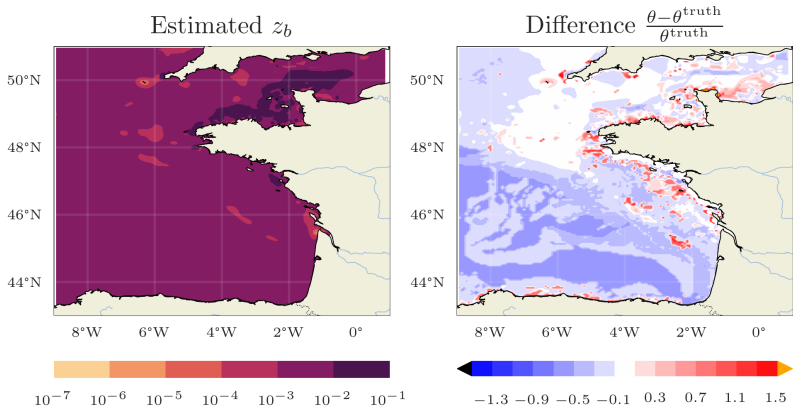 Estimated z_b
Difference (θ−θ^truth)/θ^truth
50°N
48°N
46°N
44°N
8°W 6°W 4°W 2°W 0°
50°N
48°N
46°N
44°N
8°W 6°W 4°W 2°W 0°
10^−7 10^−6 10^−5 10^−4 10^−3 10^−2 10^−1
−1.3 −0.9 −0.5 −0.1 0.3 0.7 1.1 1.5